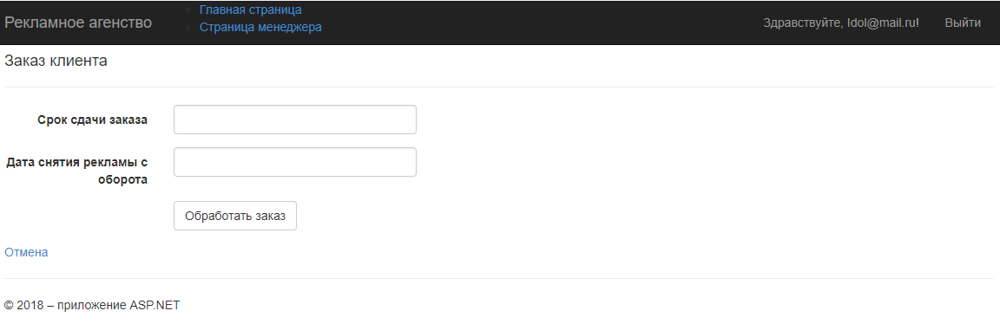 Рекламное агенство
Главная страница
Страница менеджера
Здравствуйте, Idol@mail.ru!
Выйти
Заказ клиента
Срок сдачи заказа
Дата снятия рекламы с
оборота
Обработать заказ
Отмена
© 2018 – приложение ASP.NET